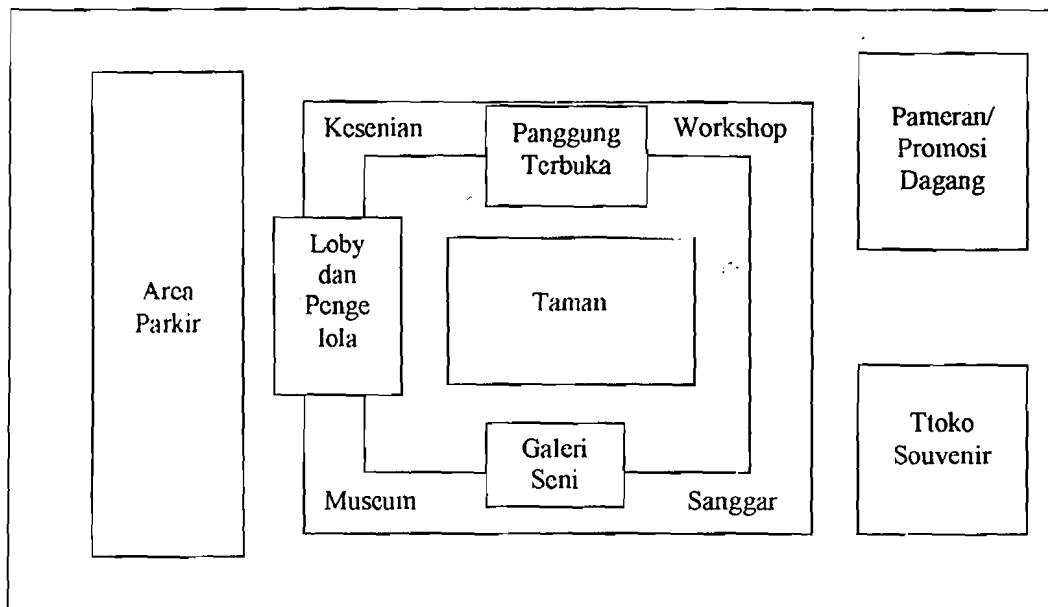 Kesenian
Panggung
Terbuka
Workshop
Pameran/
Promosi
Dagang
Area
Parkir
Loby
dan
Penge
lola
Taman
Galeri
Seni
Museum
Sanggar
Ttoko
Souvenir